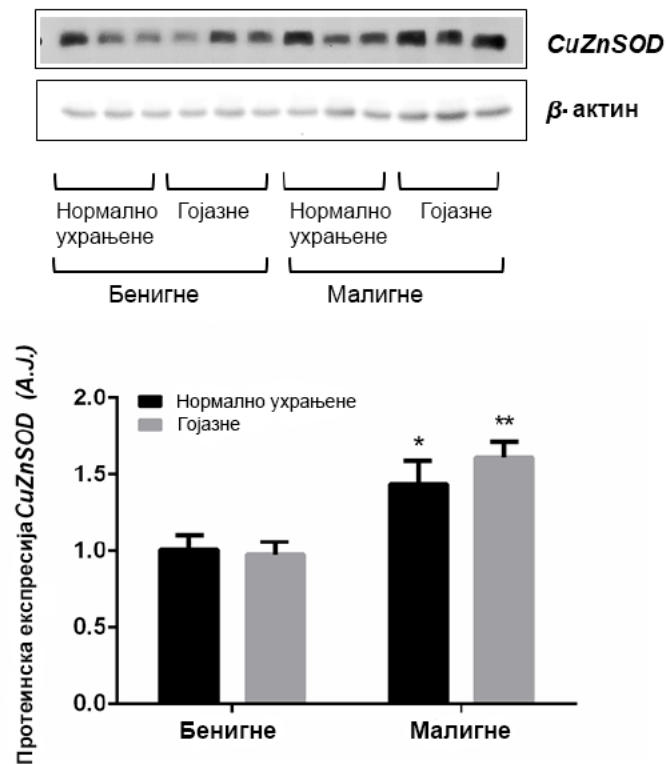 CuZnSOD
β- актин
Нормално ухрањене
Гојазне
Нормално ухрањене
Гојазне
Бенигне
Малигне
Протеинска експресија CuZnSOD (A.J.)
2.0
1.5
1.0
0.5
0.0
Нормално ухрањене
Гојазне
*
**
Бенигне
Малигне